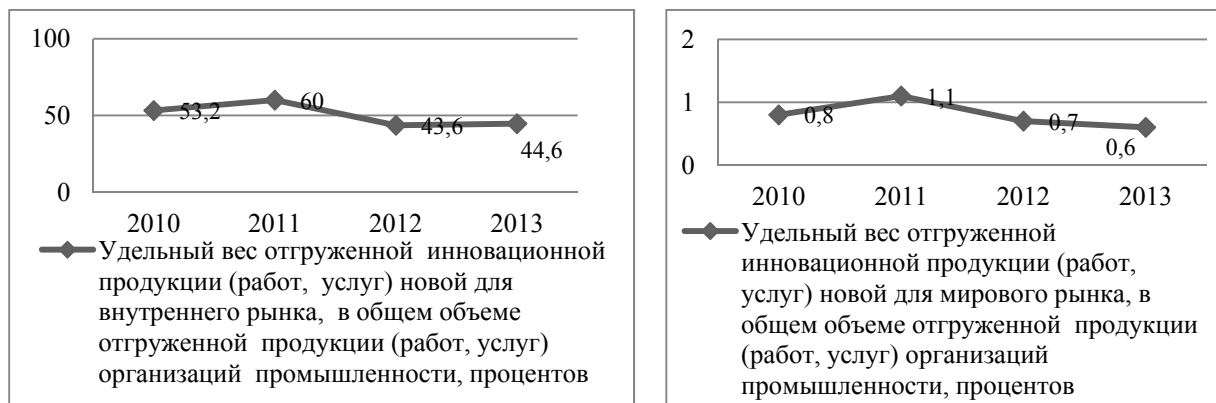 100
50
0
53,2
60
43,6
44,6
2010 2011 2012 2013
Удельный вес отгруженной инновационной
продукции (работ, услуг) новой для
внутреннего рынка, в общем объеме
отгруженной продукции (работ, услуг)
организаций промышленности, процентов
2
1
0
0,8
1,1
0,7
0,6
2010 2011 2012 2013
Удельный вес отгруженной
инновационной продукции (работ,
услуг) новой для мирового рынка, в
общем объеме отгруженной продукции
(работ, услуг) организаций
промышленности, процентов